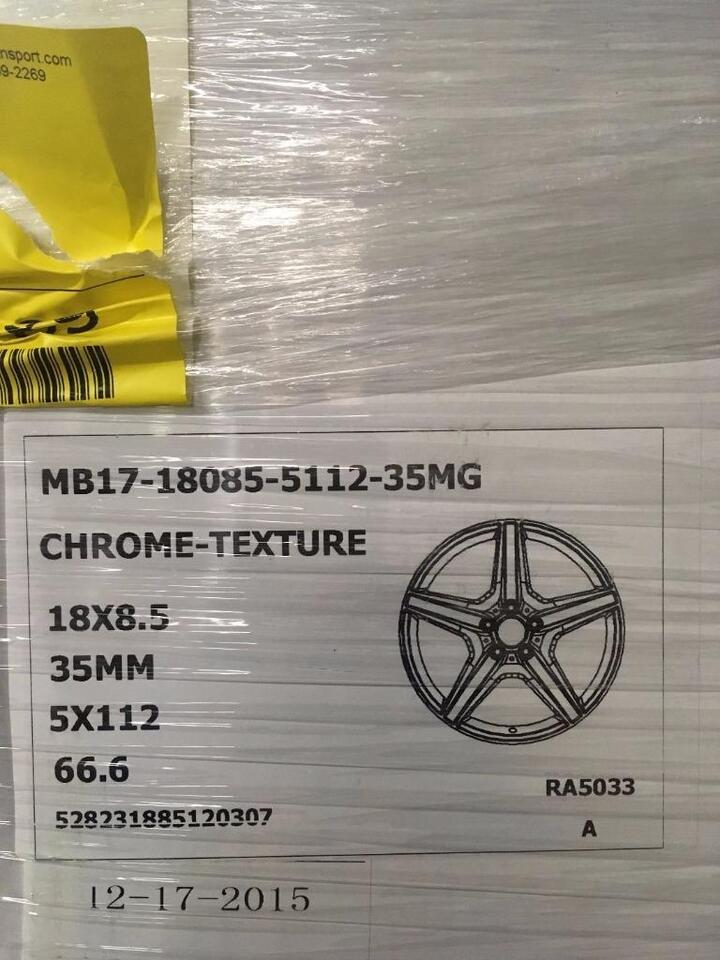 nsport.com
9-2269
MB17-18085-5112-35MG
CHROME-TEXTURE
18X8.5
35MM
5X112
66.6
528231885120307
RA5033
A
12-17-2015